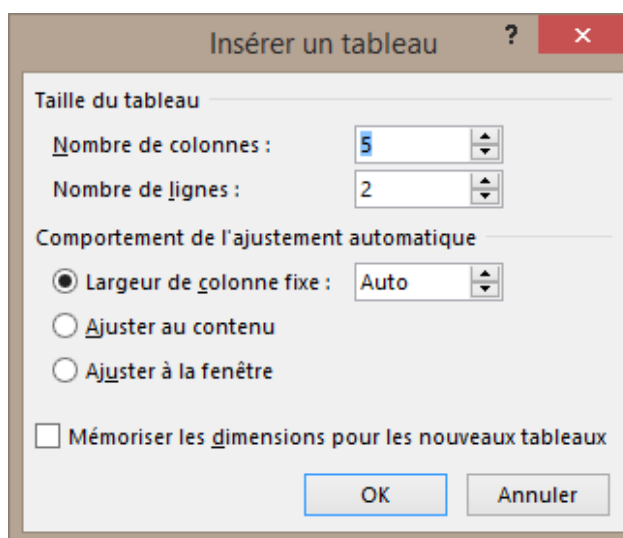 Insérer un tableau ?
Taille du tableau
Nombre de colonnes : 5
Nombre de lignes : 2
Comportement de l'ajustement automatique
Largeur de colonne fixe : Auto
Ajuster au contenu
Ajuster à la fenêtre
Mémoriser les dimensions pour les nouveaux tableaux
OK Annuler